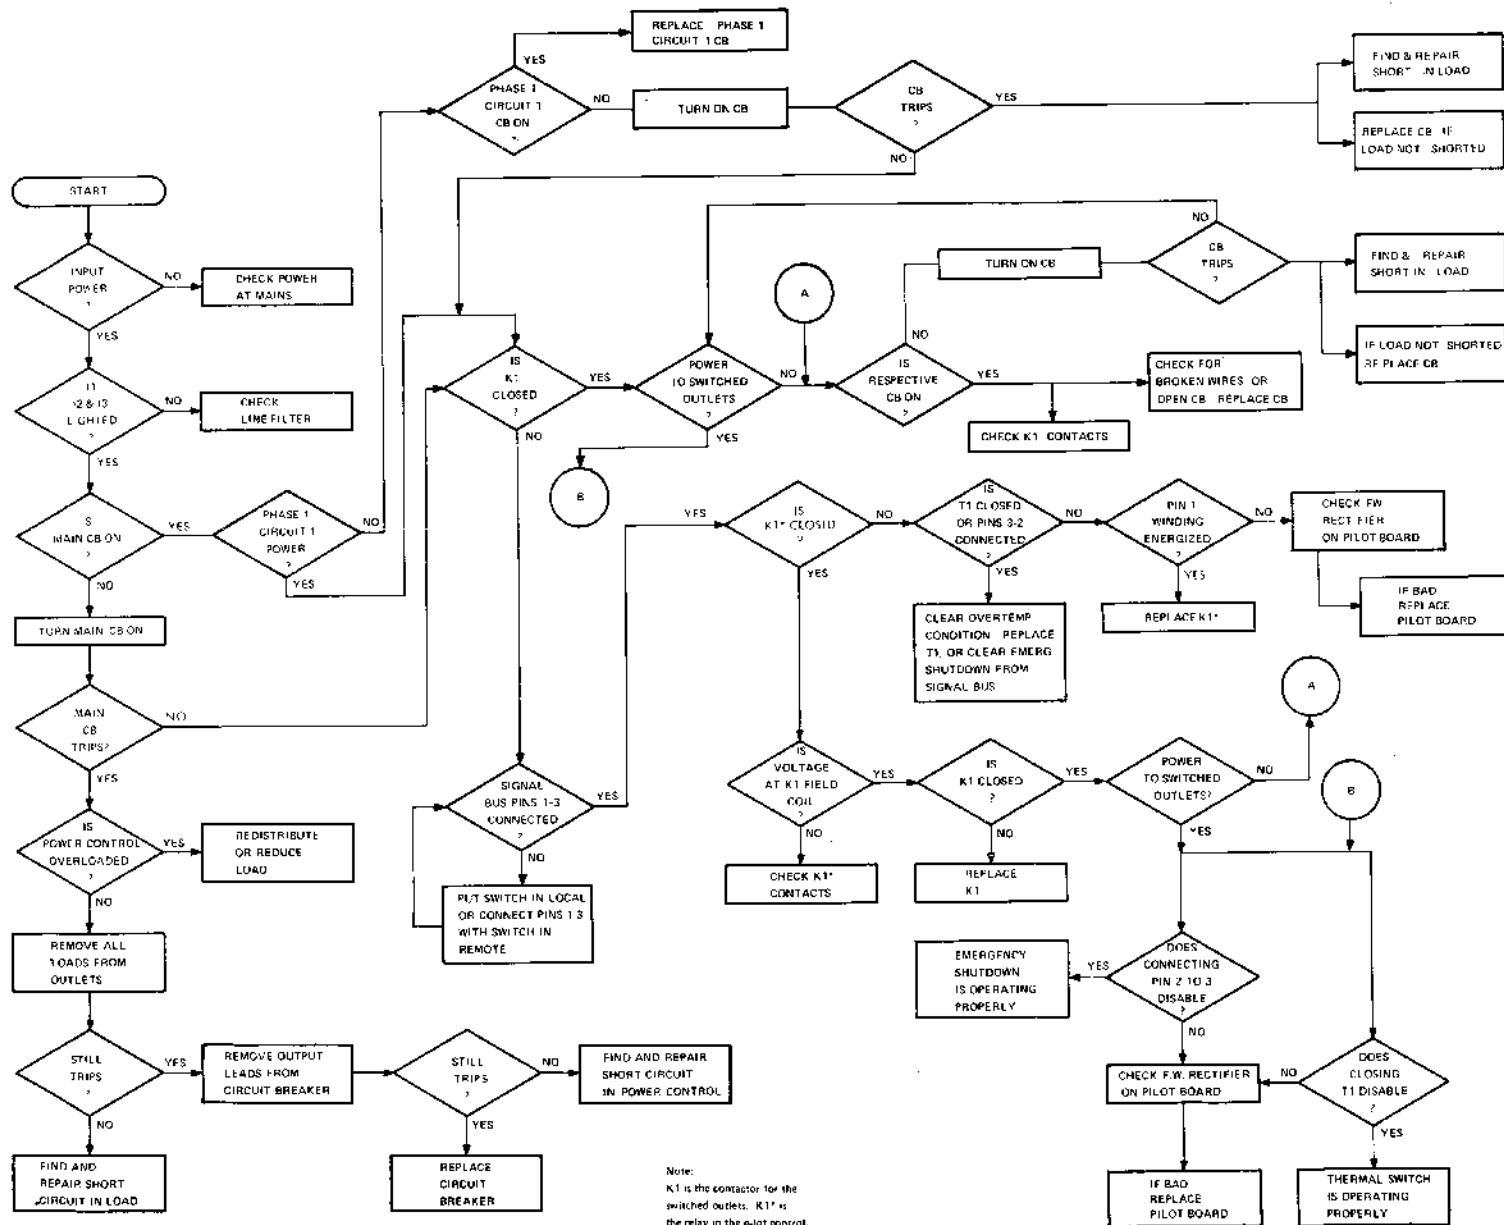 REPLACE PHASE 1
CIRCUIT 1 CB
YES
PHASE 1
CIRCUIT 1
CB ON
?
NO
TURN ON CB
CB
TRIPS
?
YES
NO
FIND & REPAIR
SHORT IN LOAD
REPLACE CB IF
LOAD NOT SHORTED
START
INPUT
POWER
?
NO
CHECK POWER
AT MAINS
YES
I1
I2 & I3
LIGHTED
?
NO
CHECK
LINE FILTER
YES
MAIN CB ON
?
YES
PHASE 1
CIRCUIT 1
POWER
?
NO
YES
NO
TURN MAIN CB ON
MAIN
CB
TRIPS?
NO
YES
IS
POWER CONTROL
OVERLOADED
?
YES
REDISTRIBUTE
OR REDUCE
LOAD
NO
REMOVE ALL
LOADS FROM
OUTLETS
STILL
TRIPS
?
YES
REMOVE OUTPUT
LEADS FROM
CIRCUIT BREAKER
STILL
TRIPS
?
NO
FIND AND REPAIR
SHORT CIRCUIT
IN POWER CONTROL
YES
REPLACE
CIRCUIT
BREAKER
NO
FIND AND
REPAIR SHORT
CIRCUIT IN LOAD
IS
K1
CLOSED
?
YES
NO
POWER
TO SWITCHED
OUTLETS
?
NO
YES
B
A
IS
RESPECTIVE
CB ON
?
NO
TURN ON CB
CB
TRIPS
?
NO
FIND & REPAIR
SHORT IN LOAD
IF LOAD NOT SHORTED
REPLACE CB
YES
CHECK FOR
BROKEN WIRES OR
OPEN CB REPLACE CB
CHECK K1 CONTACTS
SIGNAL
BUS PINS 1-3
CONNECTED
?
YES
NO
PUT SWITCH IN LOCAL
OR CONNECT PINS 1-3
WITH SWITCH IN
REMOTE
YES
IS
K1* CLOSED
?
NO
IS
T1 CLOSED
OR PINS 3-2
CONNECTED
?
NO
PIN 1
WINDING
ENERGIZED
?
NO
CHECK FW
RECTIFIER
ON PILOT BOARD
IF BAD
REPLACE
PILOT BOARD
YES
REPLACE K1*
YES
CLEAR OVERTEMP
CONDITION REPLACE
T1, OR CLEAR EMERG
SHUTDOWN FROM
SIGNAL BUS
YES
IS
VOLTAGE
AT K1 FIELD
COIL
?
YES
NO
CHECK K1*
CONTACTS
IS
K1 CLOSED
?
YES
NO
REPLACE
K1
POWER
TO SWITCHED
OUTLETS?
NO
A
YES
B
DOES
CONNECTING
PIN 2 TO 3
DISABLE
?
YES
EMERGENCY
SHUTDOWN
IS OPERATING
PROPERLY
NO
CHECK F.W. RECTIFIER
ON PILOT BOARD
NO
DOES
CLOSING
T1 DISABLE
?
YES
IF BAD
REPLACE
PILOT BOARD
THERMAL SWITCH
IS OPERATING
PROPERLY
Note:
K1 is the contactor for the
switched outlets. K1* is
the relay in the pilot control.